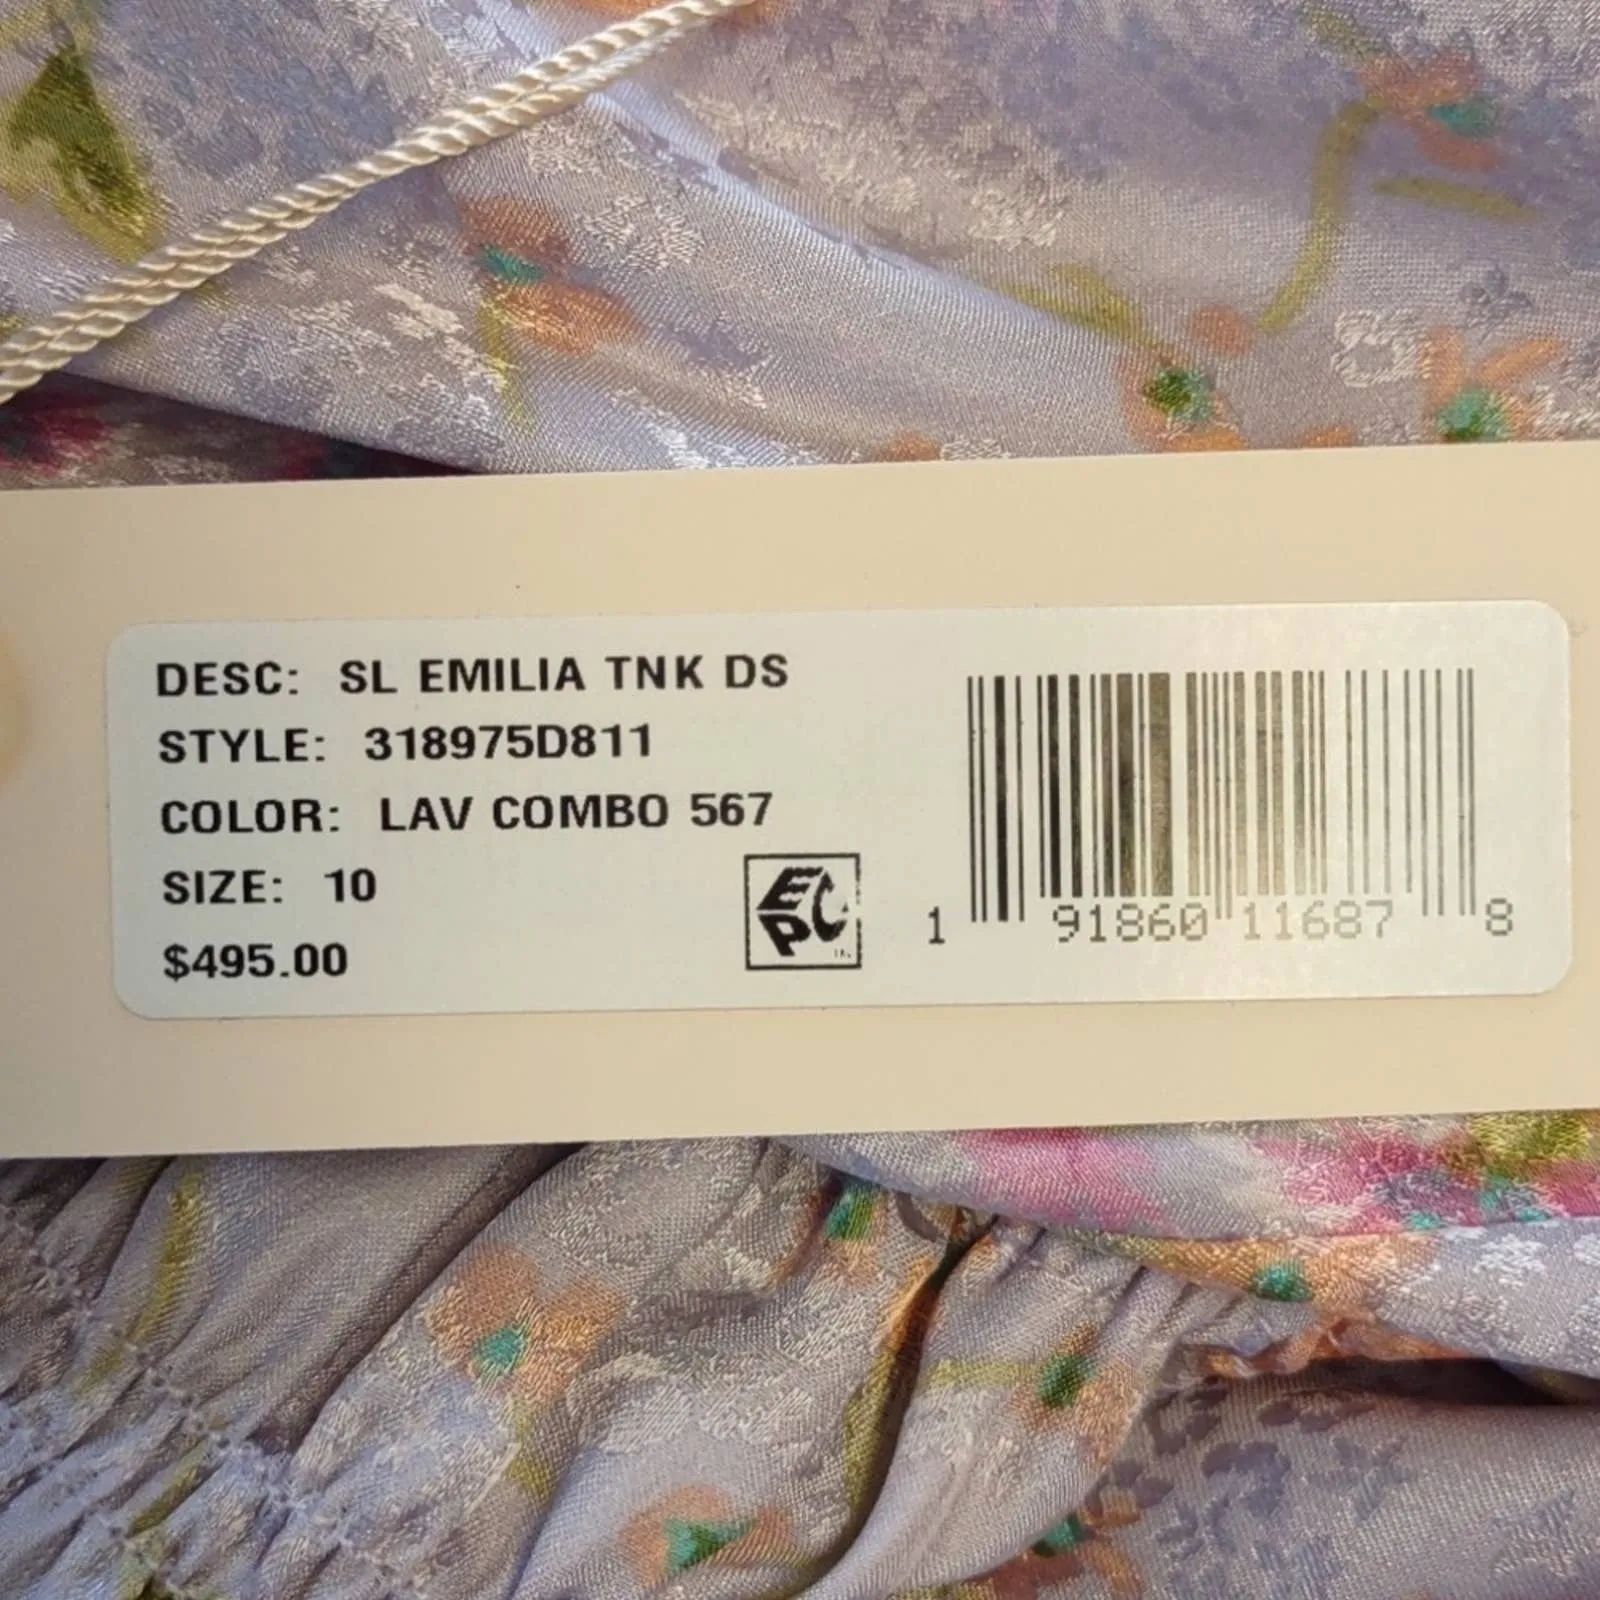 DESC: SL EMILIA TNK DS
STYLE: 318975D811
COLOR: LAV COMBO 567
SIZE: 10
$495.00
EPC
1 91860 11687 8